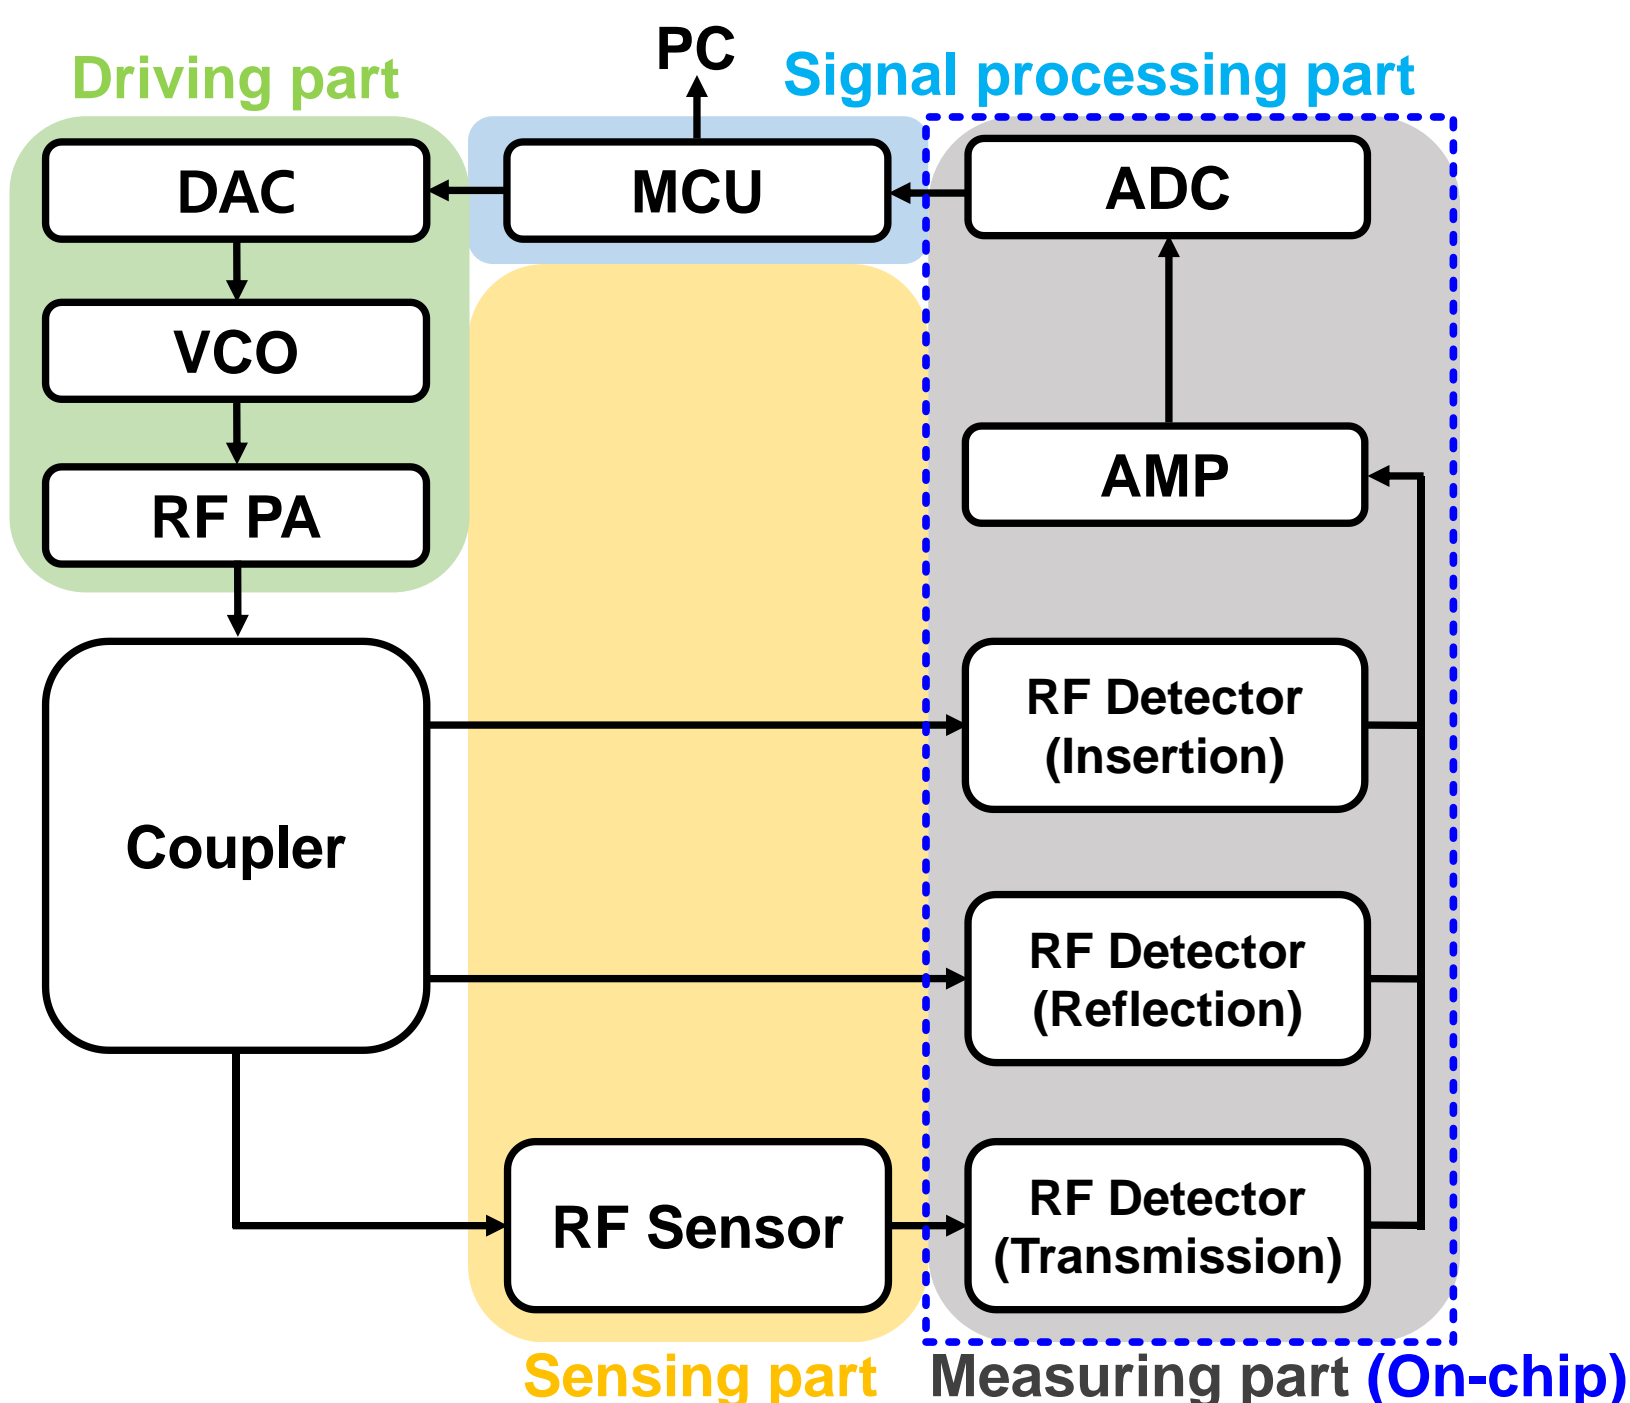 PC
Driving part
Signal processing part
DAC
MCU
ADC
VCO
AMP
RF PA
RF Detector
(Insertion)
Coupler
RF Detector
(Reflection)
RF Sensor
RF Detector
(Transmission)
Sensing part
Measuring part (On-chip)